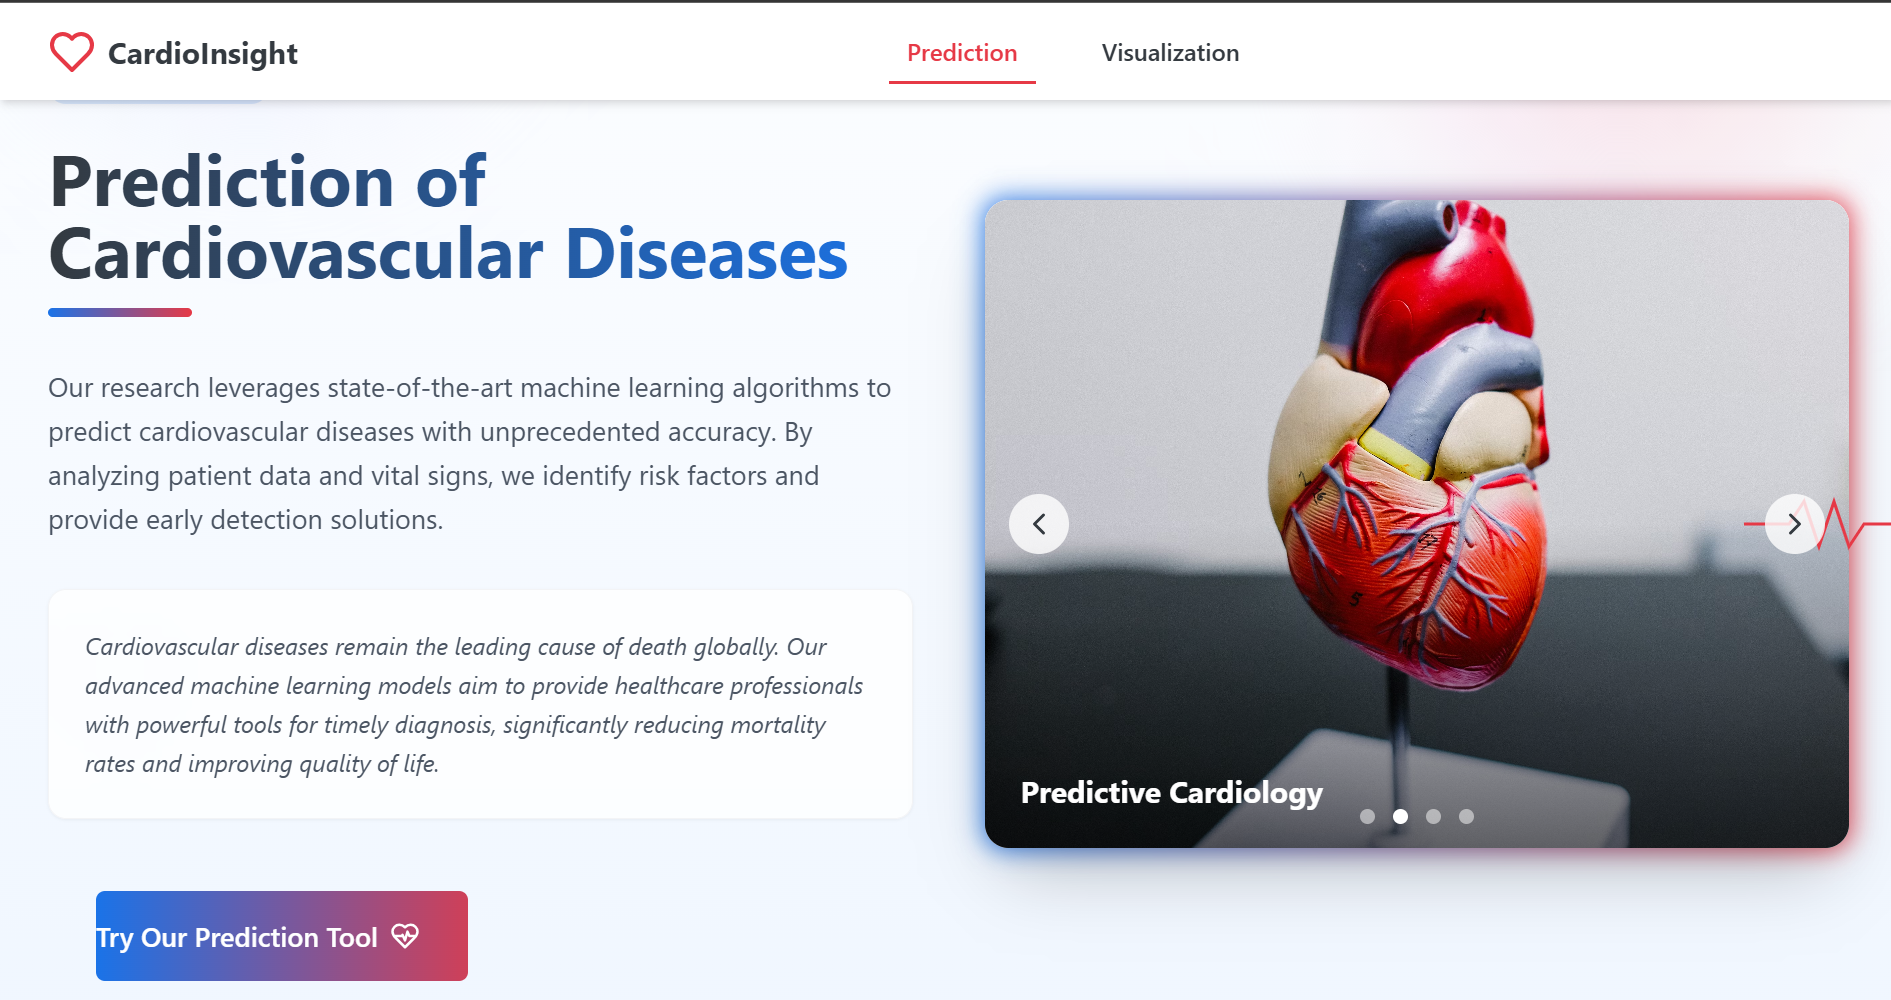 CardioInsight
Prediction
Visualization
Prediction of
Cardiovascular Diseases
Our research leverages state-of-the-art machine learning algorithms to
predict cardiovascular diseases with unprecedented accuracy. By
analyzing patient data and vital signs, we identify risk factors and
provide early detection solutions.
Cardiovascular diseases remain the leading cause of death globally. Our
advanced machine learning models aim to provide healthcare professionals
with powerful tools for timely diagnosis, significantly reducing mortality
rates and improving quality of life.
Try Our Prediction Tool
5
Predictive Cardiology